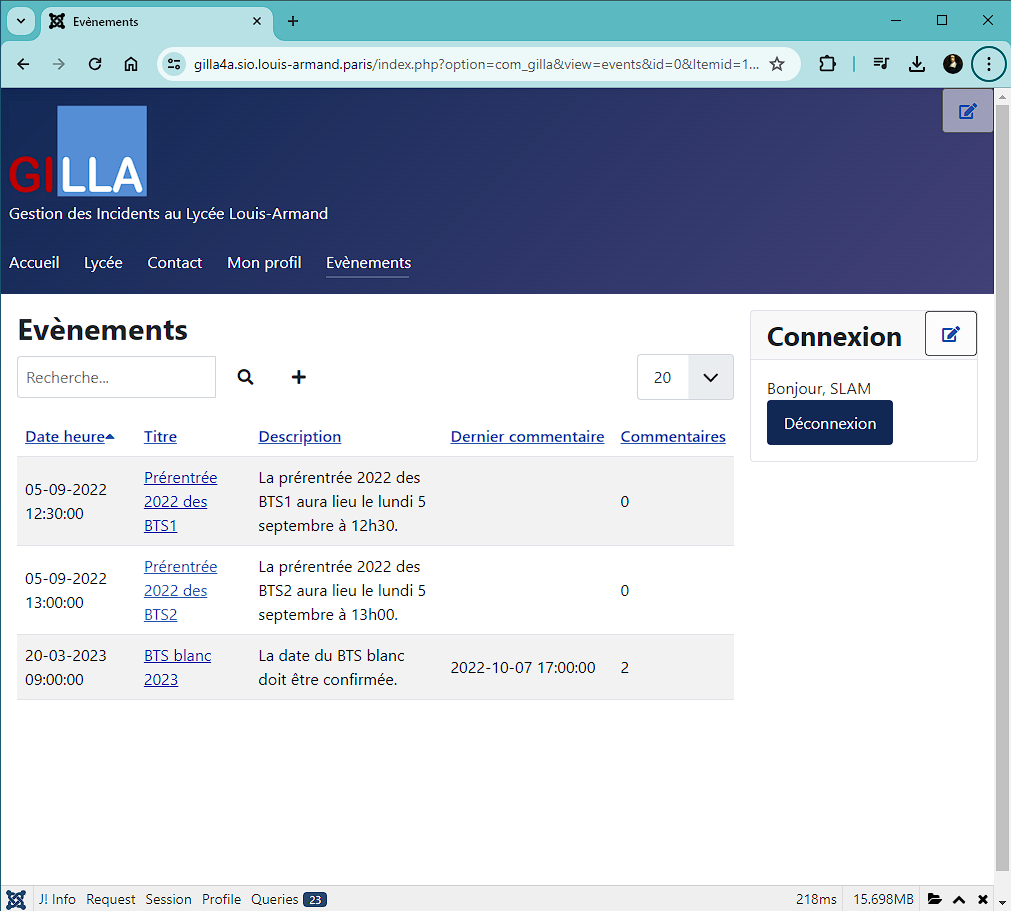 Evènements
gilla4a.sio.louis-armand.paris/index.php?option=com_gilla&view=events&id=0&Itemid=1...
GILLA
Gestion des Incidents au Lycée Louis-Armand
Accueil Lycée Contact Mon profil Evènements
Evènements
Recherche...
20
Date heure Titre Description Dernier commentaire Commentaires
05-09-2022
12:30:00
Prérentrée
2022 des
BTS1
La prérentrée 2022 des
BTS1 aura lieu le lundi 5
septembre à 12h30.
0
05-09-2022
13:00:00
Prérentrée
2022 des
BTS2
La prérentrée 2022 des
BTS2 aura lieu le lundi 5
septembre à 13h00.
0
20-03-2023
09:00:00
BTS blanc
2023
La date du BTS blanc
doit être confirmée.
2022-10-07 17:00:00
2
Connexion
Bonjour, SLAM
Déconnexion
J! Info Request Session Profile Queries 23 218ms 15.698MB